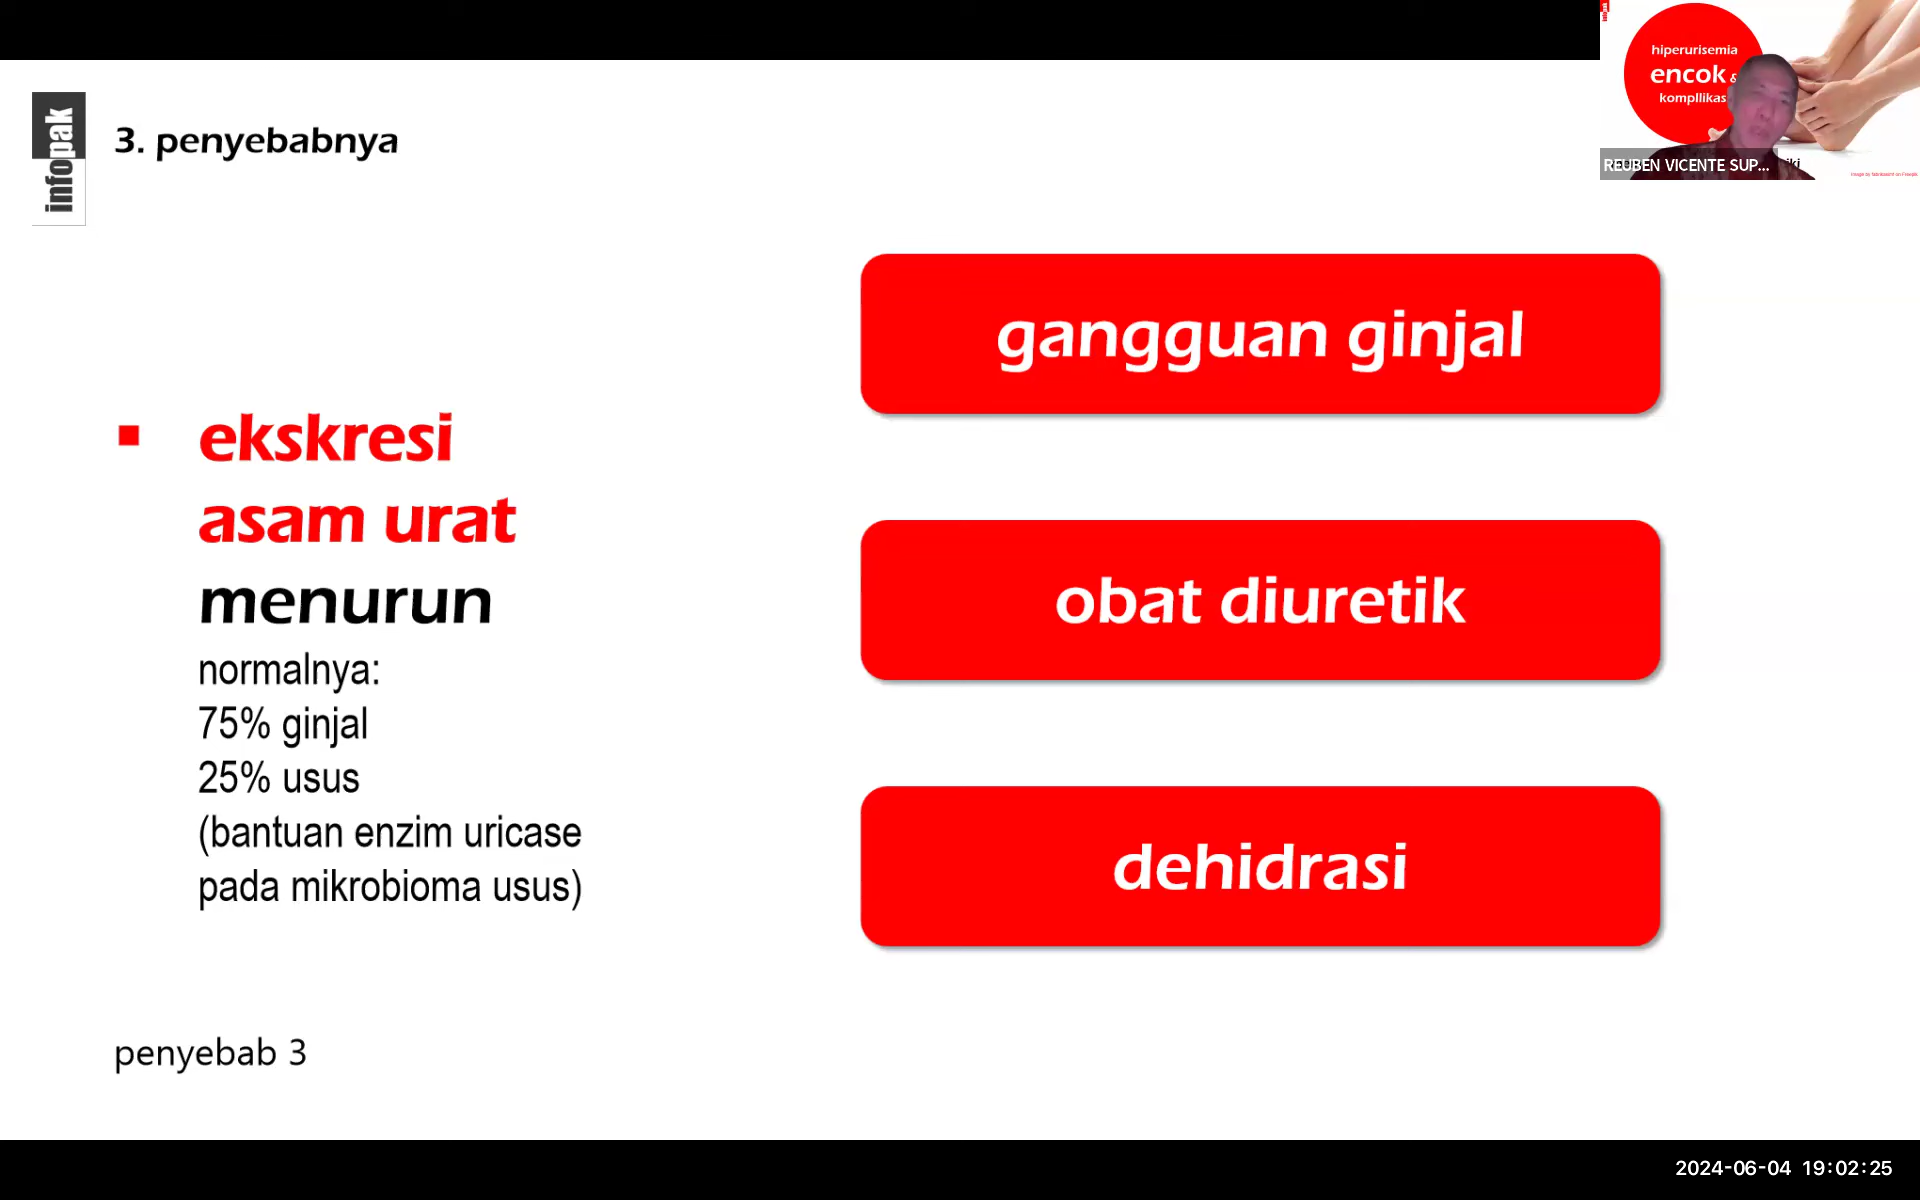 infopak
3. penyebabnya
hiperurisemia
encok &
kompllikas
REUBEN VICENTE SUP...
gangguan ginjal
ekskresi
asam urat
menurun
normalnya:
75% ginjal
25% usus
(bantuan enzim uricase
pada mikrobioma usus)
obat diuretik
dehidrasi
penyebab 3
2024-06-04 19:02:25